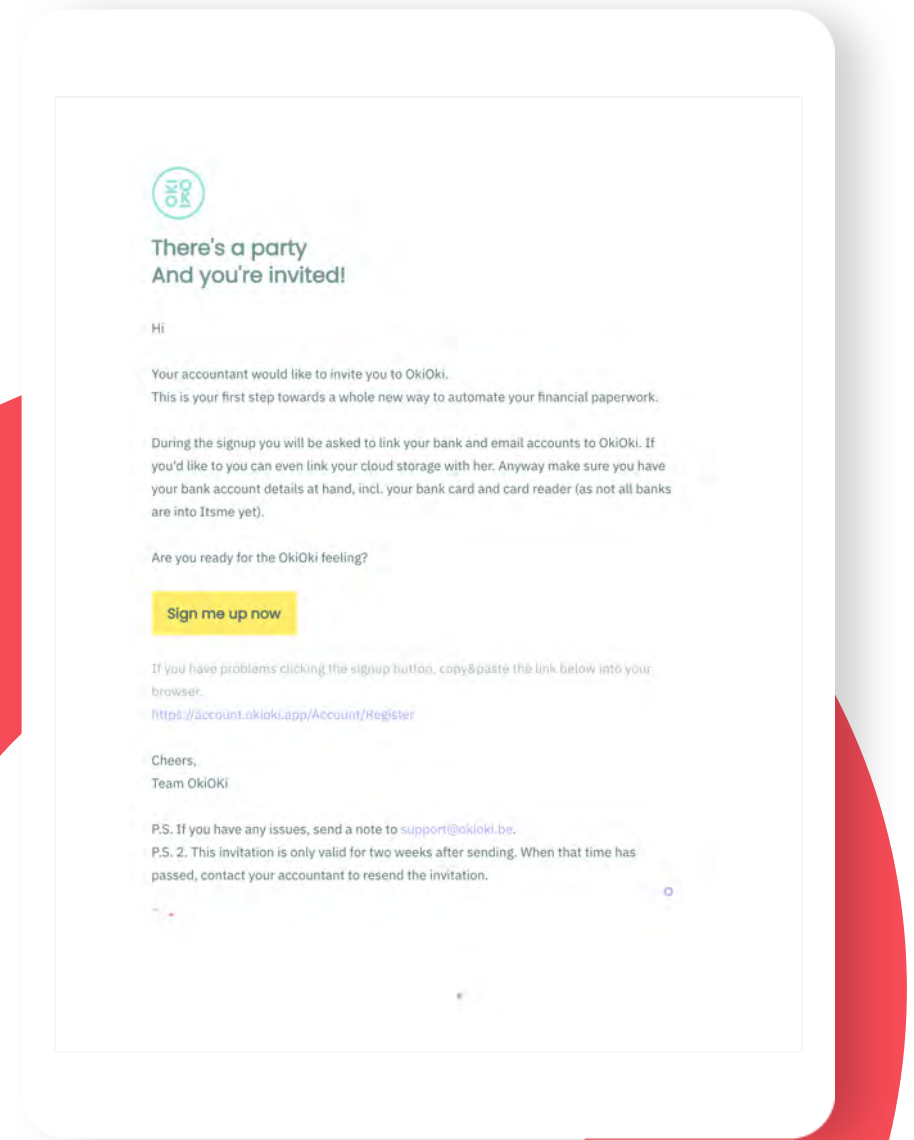 KIO
OKI
There's a party
And you're invited!
Hi
Your accountant would like to invite you to OkiOki.
This is your first step towards a whole new way to automate your financial paperwork.
During the signup you will be asked to link your bank and email accounts to OkiOki. If
you'd like to you can even link your cloud storage with her. Anyway make sure you have
your bank account details at hand, incl. your bank card and card reader (as not all banks
are into Itsme yet).
Are you ready for the OkiOki feeling?
Sign me up now
If you have problems clicking the signup button, copy&paste the link below into your
browser.
https://account.okioki.app/Account/Register
Cheers,
Team OkiOKi
P.S. If you have any issues, send a note to support@okioki.be.
P.S. 2. This invitation is only valid for two weeks after sending. When that time has
passed, contact your accountant to resend the invitation.